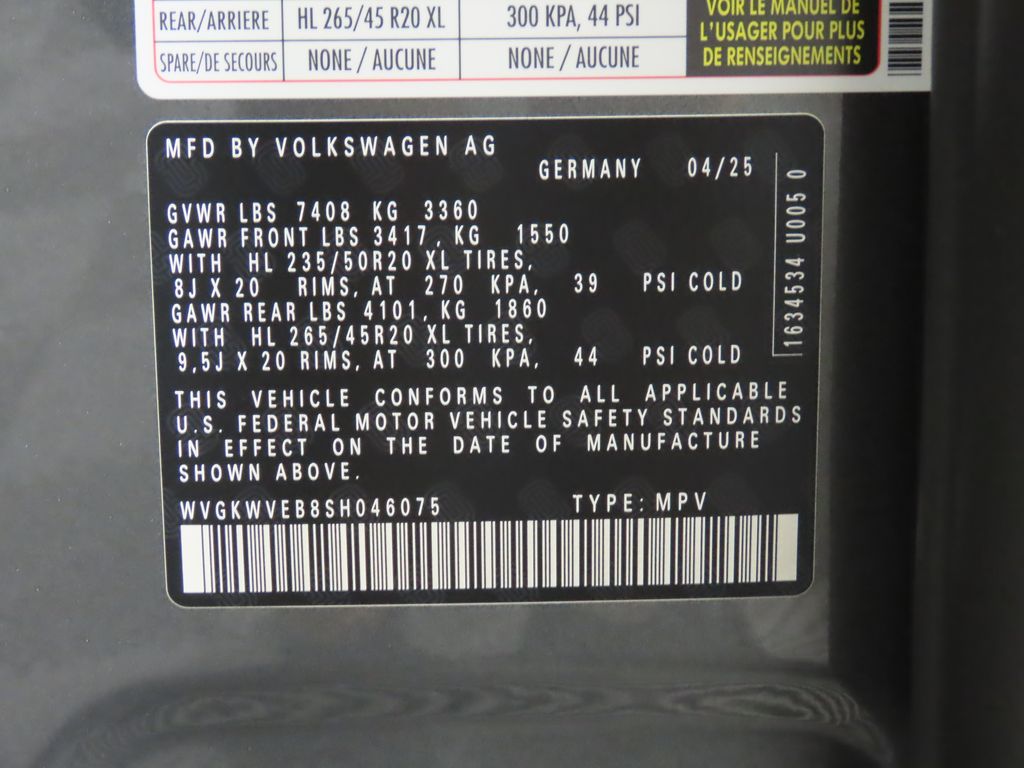 REAR/ARRIERE HL 265/45 R20 XL 300 KPA, 44 PSI
SPARE/DE SECOURS NONE / AUCUNE NONE / AUCUNE
VOIR LE MANUEL DE
L'USAGER POUR PLUS
DE RENSEIGNEMENTS
MFD BY VOLKSWAGEN AG
GERMANY 04/25
GVWR LBS 7408 KG 3360
GAWR FRONT LBS 3417, KG 1550
WITH HL 235/50R20 XL TIRES,
8J X 20 RIMS, AT 270 KPA, 39 PSI COLD
GAWR REAR LBS 4101, KG 1860
WITH HL 265/45R20 XL TIRES,
9,5J X 20 RIMS, AT 300 KPA, 44 PSI COLD
1634534 U005 0
THIS VEHICLE CONFORMS TO ALL APPLICABLE
U.S. FEDERAL MOTOR VEHICLE SAFETY STANDARDS
IN EFFECT ON THE DATE OF MANUFACTURE
SHOWN ABOVE.
WVGKWVEB8SH046075 TYPE: MPV